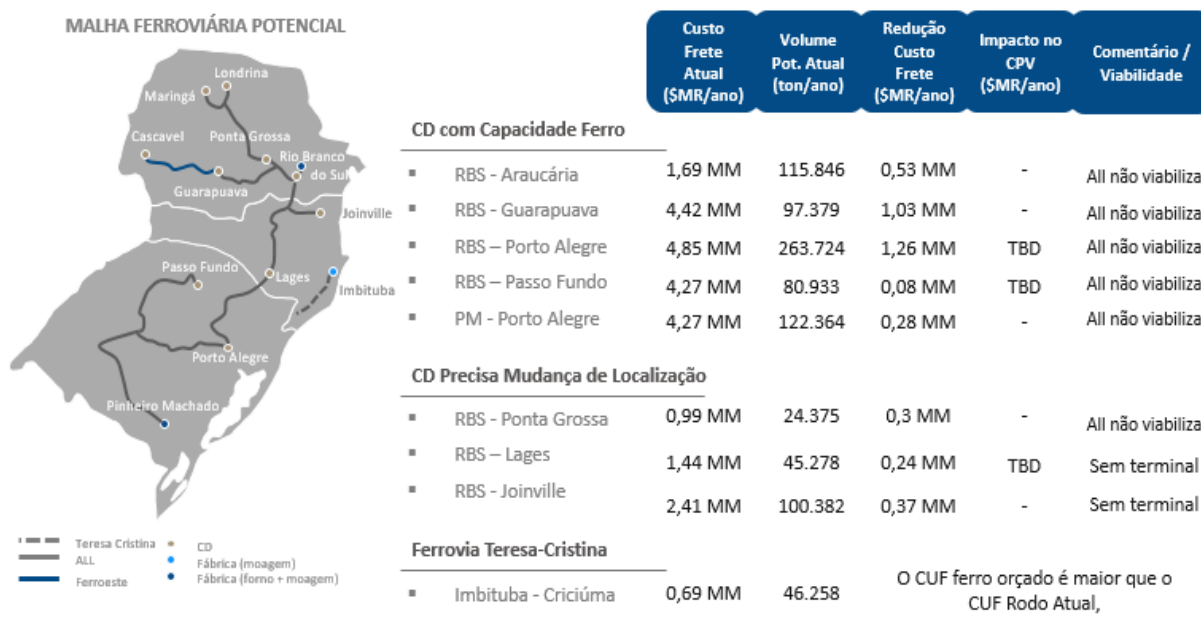 MALHA FERROVIÁRIA POTENCIAL
Londrina
Maringá
Cascavel
Ponta Grossa
Rio Branco
do Sul
Guarapuava
Joinville
Passo Fundo
Lages
Imbituba
Porto Alegre
Pinheiro Machado
Teresa Cristina
ALL
Ferroeste
CD
Fábrica (moagem)
Fábrica (forno + moagem)
Custo
Frete
Atual
($MR/ano)
Volume
Pot. Atual
(ton/ano)
Redução
Custo
Frete
($MR/ano)
Impacto no
CPV
($MR/ano)
Comentário /
Viabilidade
CD com Capacidade Ferro
RBS - Araucária 1,69 MM 115.846 0,53 MM - All não viabiliza
RBS - Guarapuava 4,42 MM 97.379 1,03 MM - All não viabiliza
RBS – Porto Alegre 4,85 MM 263.724 1,26 MM TBD All não viabiliza
RBS – Passo Fundo 4,27 MM 80.933 0,08 MM TBD All não viabiliza
PM - Porto Alegre 4,27 MM 122.364 0,28 MM - All não viabiliza
CD Precisa Mudança de Localização
RBS - Ponta Grossa 0,99 MM 24.375 0,3 MM - All não viabiliza
RBS – Lages 1,44 MM 45.278 0,24 MM TBD Sem terminal
RBS - Joinville 2,41 MM 100.382 0,37 MM - Sem terminal
Ferrovia Teresa-Cristina
Imbituba - Criciúma 0,69 MM 46.258
O CUF ferro orçado é maior que o
CUF Rodo Atual,